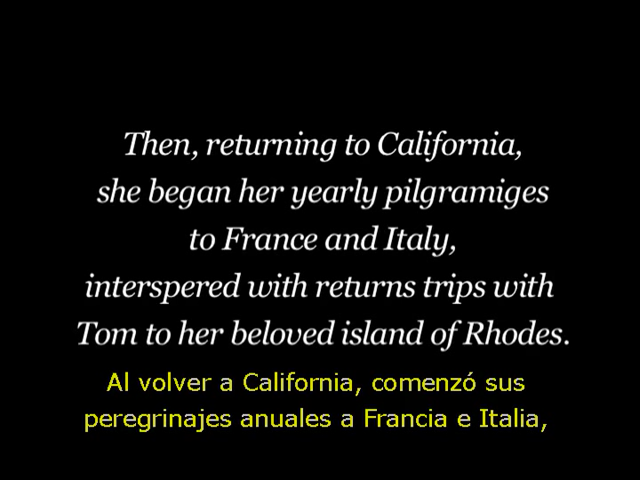 Then, returning to California,
she began her yearly pilgramiges
to France and Italy,
interspered with returns trips with
Tom to her beloved island of Rhodes.
Al volver a California, comenzó sus
peregrinajes anuales a Francia e Italia,